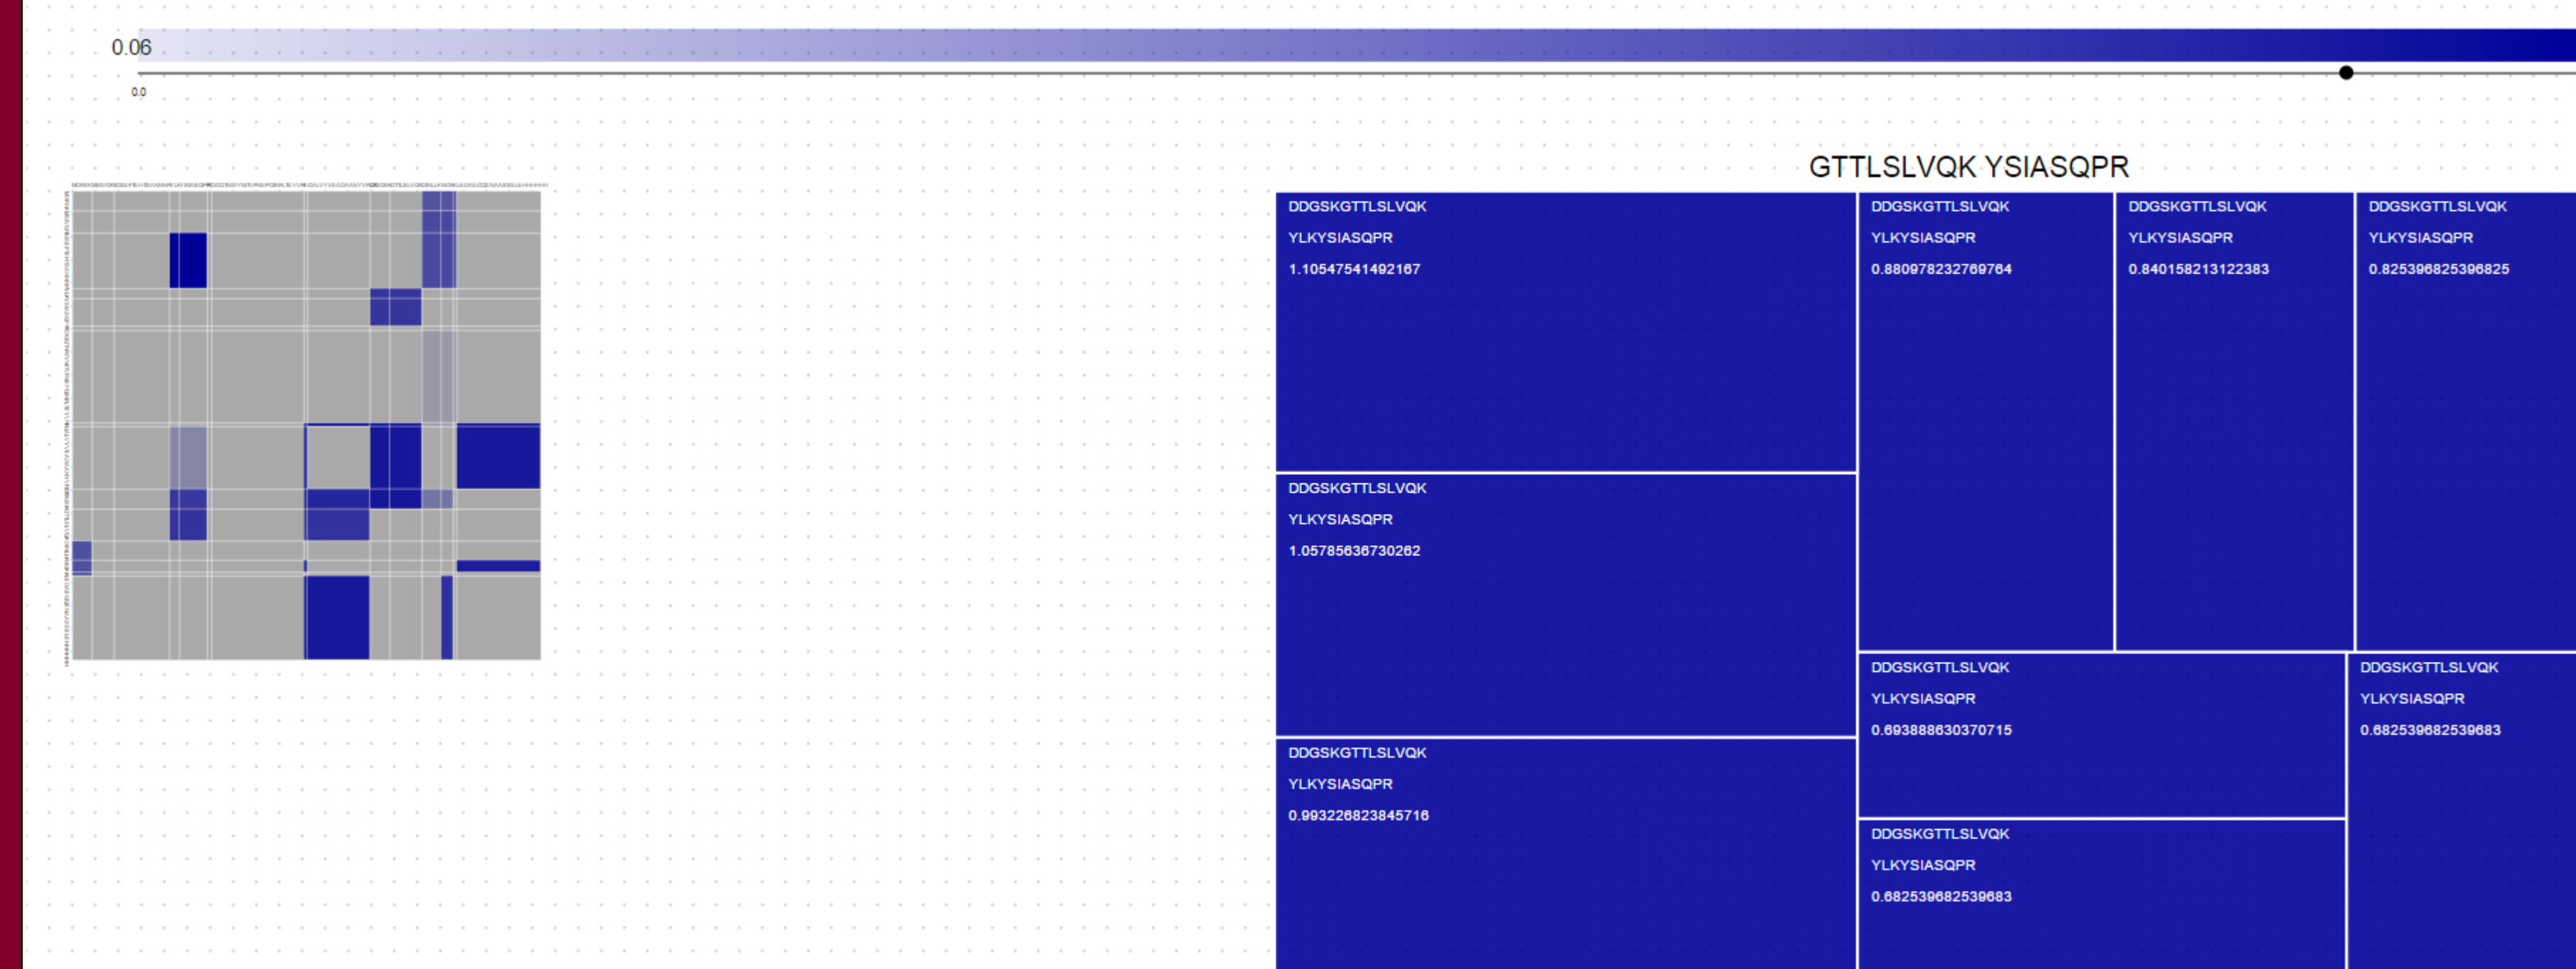 0.06
0.0
GTTLSLVQK YSIASQPR
DDGSKGTTLSLVQK
YLKYSIASQPR
1.10547541492167
DDGSKGTTLSLVQK
YLKYSIASQPR
0.880978232769764
DDGSKGTTLSLVQK
YLKYSIASQPR
0.840158213122383
DDGSKGTTLSLVQK
YLKYSIASQPR
0.825396825396825
DDGSKGTTLSLVQK
YLKYSIASQPR
1.05785636730262
DDGSKGTTLSLVQK
YLKYSIASQPR
0.693888630370715
DDGSKGTTLSLVQK
YLKYSIASQPR
0.682539682539683
DDGSKGTTLSLVQK
YLKYSIASQPR
0.993226823845716
DDGSKGTTLSLVQK
YLKYSIASQPR
0.682539682539683